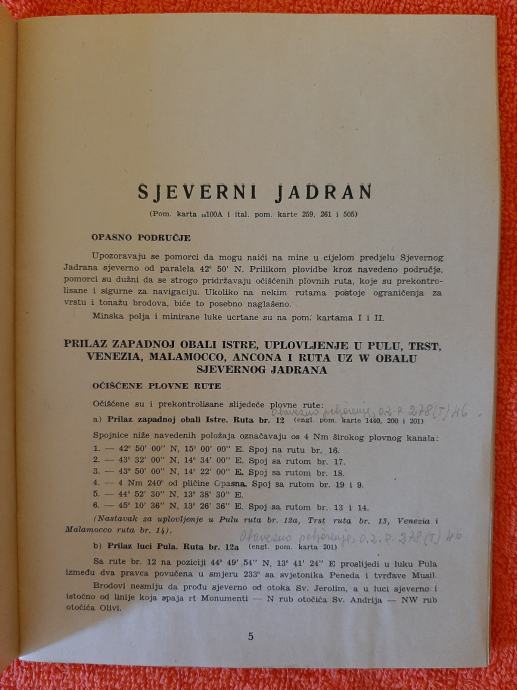 SJEVERNI JADRAN
(Pom. karta 100A i ital. pom. karte 259, 261 i 505)
OPASNO PODRUČJE
Upozoravaju se pomorci da mogu naići na mine u cijelom predjelu Sjevernog
Jadrana sjeverno od paralela 42° 50' N. Prilikom plovidbe kroz navedeno područje,
pomorci su dužni da se strogo pridržavaju očišćenih plovnih ruta, koje su prekontro-
lisane i sigurne za navigaciju. Ukoliko na nekim rutama postoje ograničenja za
vrstu i tonažu brodova, biće to posebno naglašeno.
Minska polja i minirane luke ucrtane su na pom. kartama I i II.
PRILAZ ZAPADNOJ OBALI ISTRE, UPLOVLJENJE U PULU, TRST,
VENEZIA, MALAMOCCO, ANCONA I RUTA UZ W OBALU
SJEVERNOG JADRANA
OČIŠĆENE PLOVNE RUTE
Očišćene su i prekontrolisane slijedeće plovne rute:
278(T)46.
a) Prilaz zapadnoj obali Istre. Ruta br. 12 (engl. pom. karte 1440, 200 i 201)
Spojnice niže navedenih položaja označavaju os 4 Nm širokog plovnog kanala:
1. — 42° 50' 00" N, 15° 00' 00" E. Spoj na rutu br. 16.
2. — 43° 32' 00" N, 14° 34' 00" E. Spoj sa rutom br. 17.
3. — 43° 50' 00" N, 14° 22' 00" E. Spoj sa rutom br. 18.
4. — 4 Nm 240° od pličine Opasna. Spoj sa rutom br. 19 i 9.
5. — 44° 52' 30" N, 13° 38' 30" E.
6. — 45° 10' 36" N, 13° 26' 36" E. Spoj sa rutom br. 13 i 14.
(Nastavak za uplovljenje u Pulu ruta br. 12a, Trst ruta br. 13, Venezia i
Malamocco ruta br. 14).
278(T)46
b) Prilaz luci Pula. Ruta br. 12a (engl. pom. karta 201)
Sa rute br. 12 na poziciji 44° 49' 54" N, 13° 41' 24" E proslijedi u luku Pula
između dva pravca povučena u smjeru 233° sa svjetionika Peneda i tvrđave Musil.
Brodovi nesmiju da prođu sjeverno od otoka Sv. Jerolim, a u luci sjeverno i
istočno od linije koja spaja rt Monumenti — N rub otočića Sv. Andrija — NW rub
otočića Olivi.
5